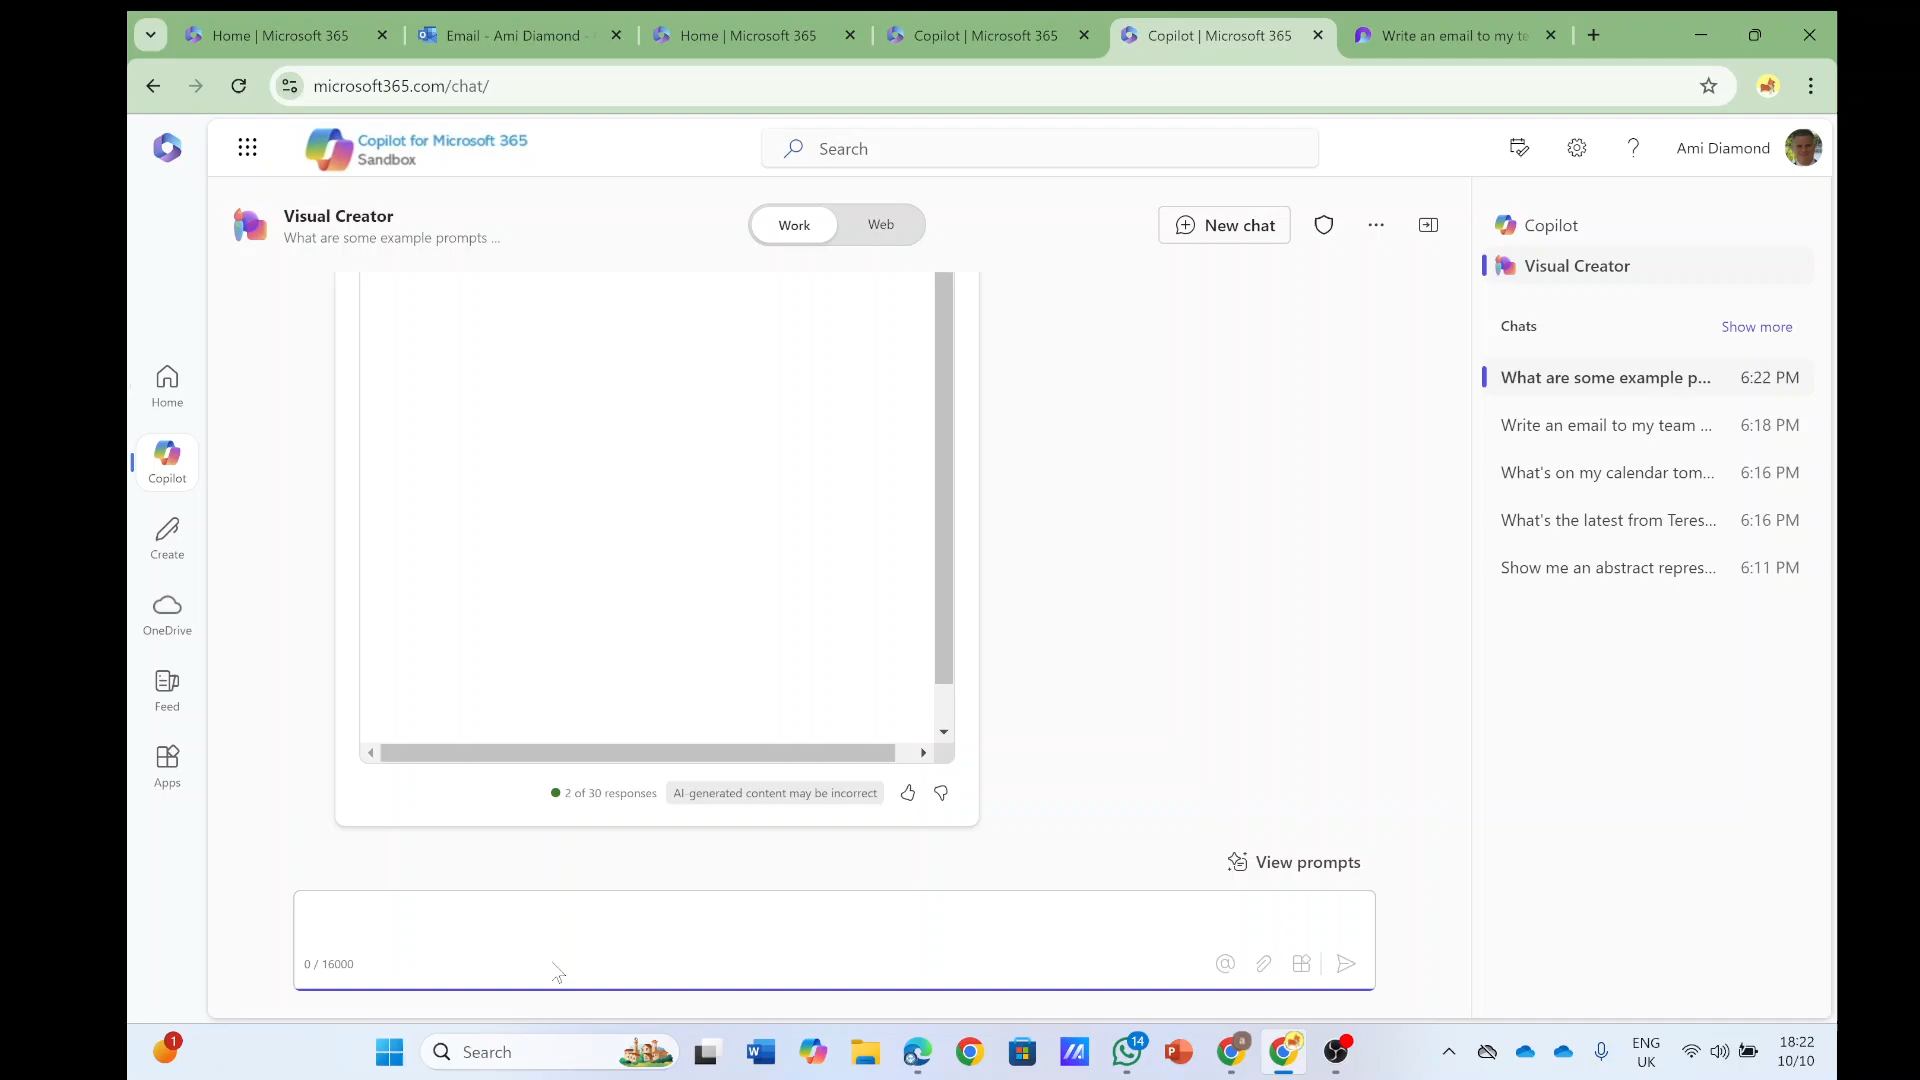 Home | Microsoft 365
Email - Ami Diamond -
Home | Microsoft 365
Copilot | Microsoft 365
Copilot | Microsoft 365
Write an email to my te
microsoft365.com/chat/
Copilot for Microsoft 365
Sandbox
Search
Ami Diamond
Visual Creator
What are some example prompts ...
Work
Web
New chat
Copilot
Visual Creator
Chats
Show more
What are some example p...
6:22 PM
Write an email to my team ...
6:18 PM
What's on my calendar tom...
6:16 PM
What's the latest from Teres...
6:16 PM
Show me an abstract repres...
6:11 PM
Home
Copilot
Create
OneDrive
Feed
Apps
2 of 30 responses
AI-generated content may be incorrect
View prompts
0 / 16000
1
Search
14
a
ENG
UK
18:22
10/10